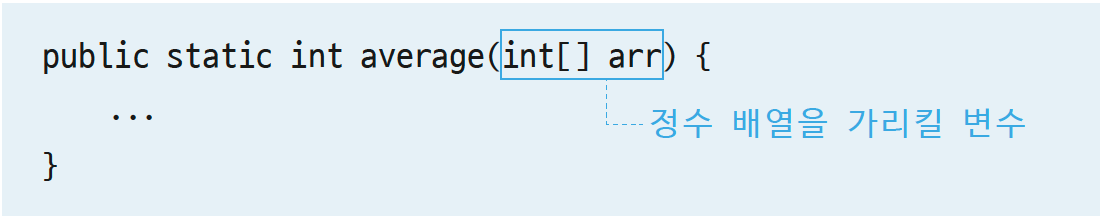 public static int average(int[] arr) {
...
정수 배열을 가리킬 변수
}